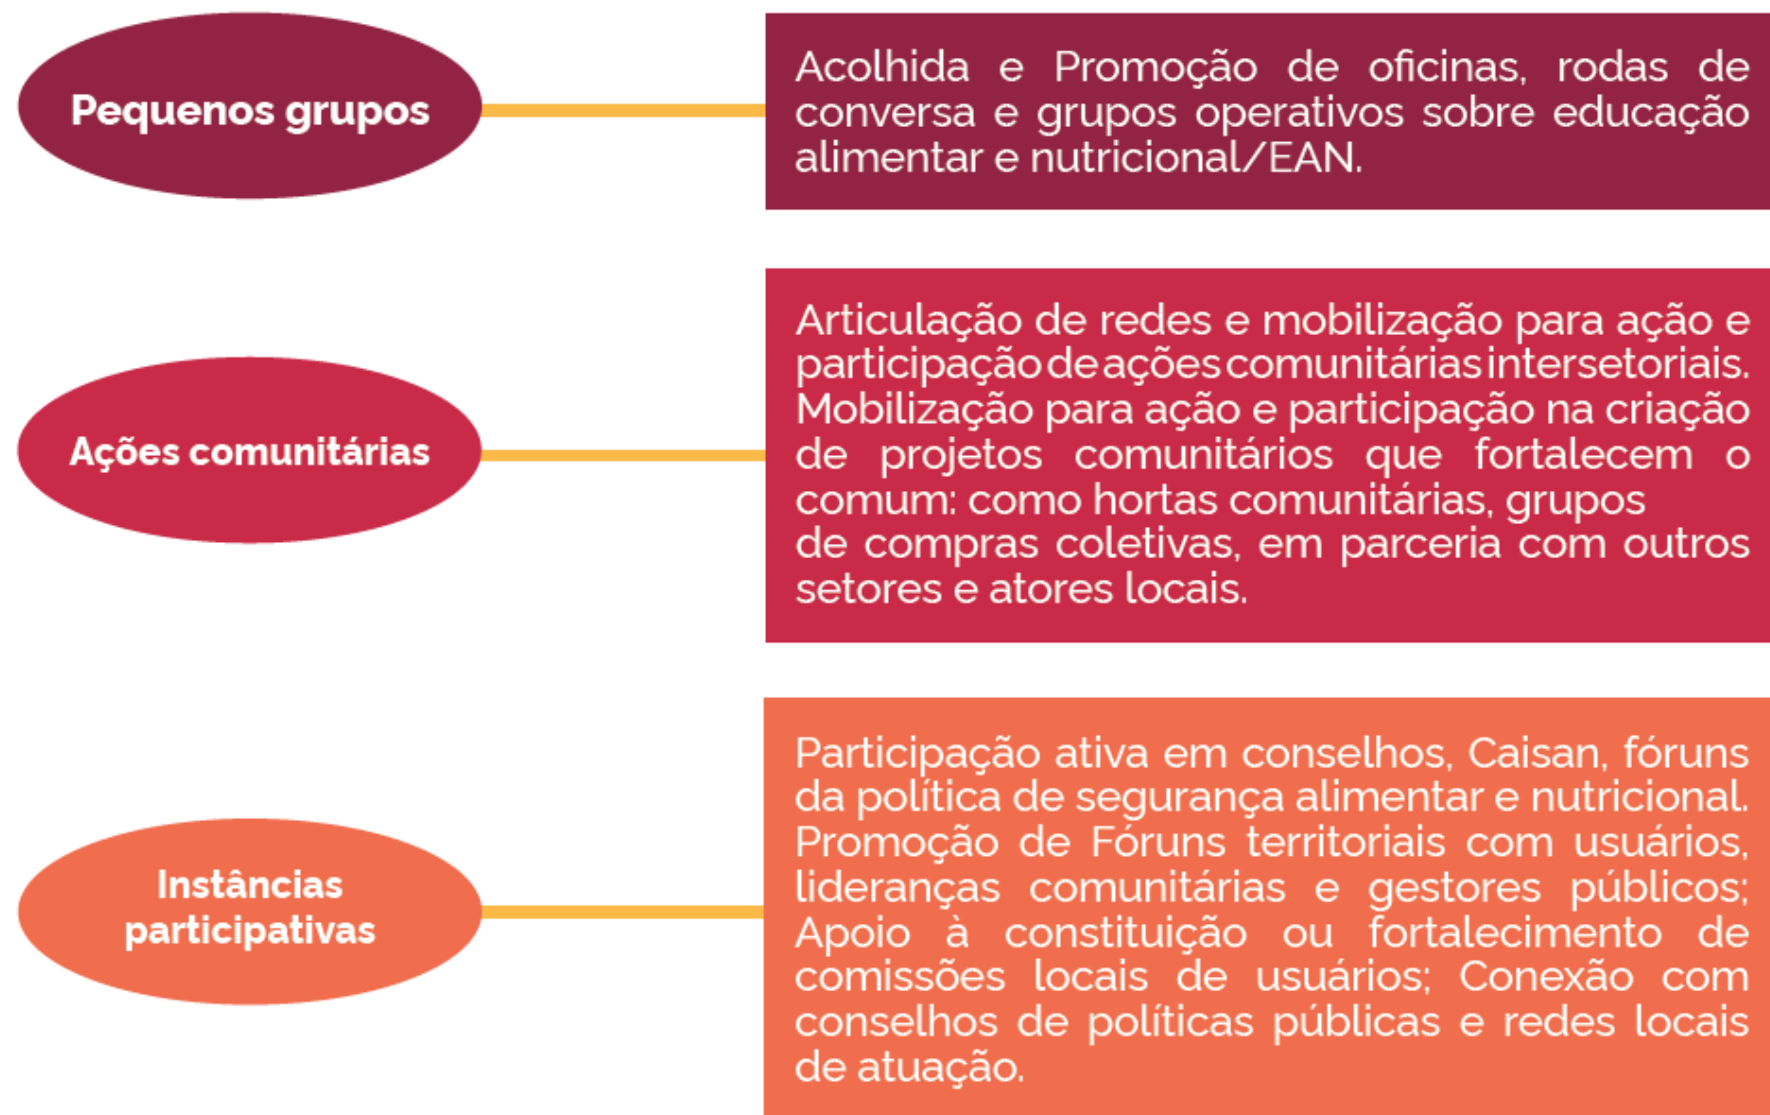 Pequenos grupos
Acolhida e Promoção de oficinas, rodas de
conversa e grupos operativos sobre educação
alimentar e nutricional/EAN.
Ações comunitárias
Articulação de redes e mobilização para ação e
participação de ações comunitárias intersetoriais.
Mobilização para ação e participação na criação
de projetos comunitários que fortalecem o
comum: como hortas comunitárias, grupos
de compras coletivas, em parceria com outros
setores e atores locais.
Instâncias
participativas
Participação ativa em conselhos, Caisan, fóruns
da política de segurança alimentar e nutricional.
Promoção de Fóruns territoriais com usuários,
lideranças comunitárias e gestores públicos;
Apoio à constituição ou fortalecimento de
comissões locais de usuários; Conexão com
conselhos de políticas públicas e redes locais
de atuação.